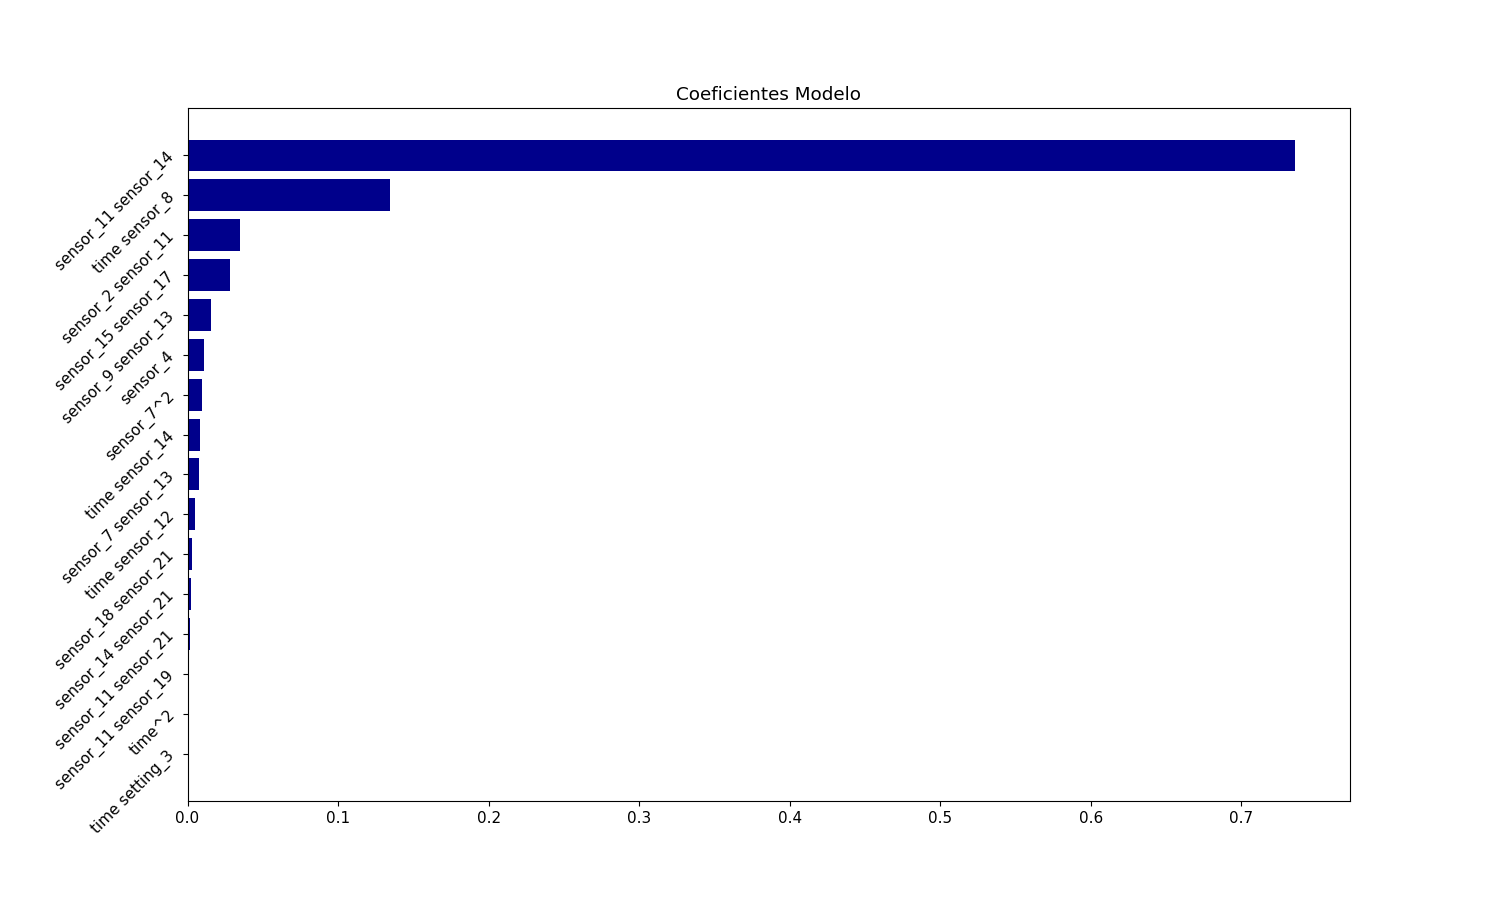 Coeficientes Modelo
sensor_11 sensor_14
time sensor_8
sensor_2 sensor_11
sensor_15 sensor_17
sensor_9 sensor_13
sensor_4
sensor_7^2
time sensor_14
sensor_7 sensor_13
time sensor_12
sensor_18 sensor_21
sensor_14 sensor_21
sensor_11 sensor_21
sensor_11 sensor_19
time^2
time setting_3
0.0 0.1 0.2 0.3 0.4 0.5 0.6 0.7